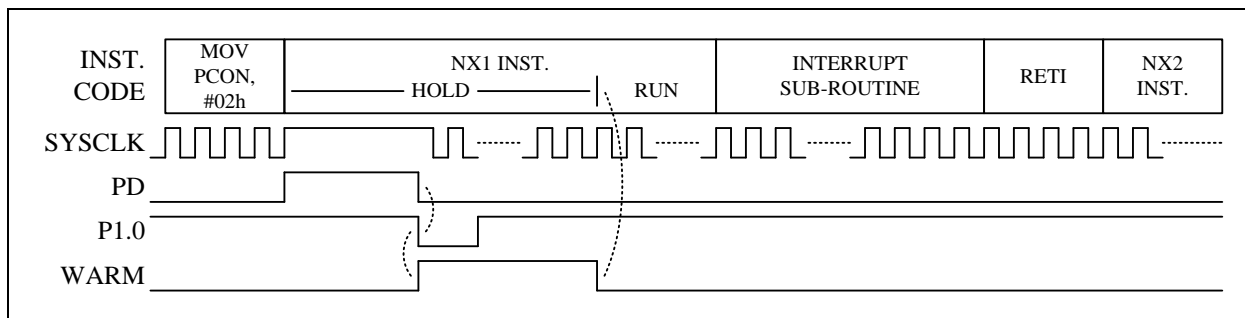 INST.
CODE
MOV
PCON,
#02h
NX1 INST.
HOLD
RUN
INTERRUPT
SUB-ROUTINE
RETI
NX2
INST.
SYSCLK
PD
P1.0
WARM